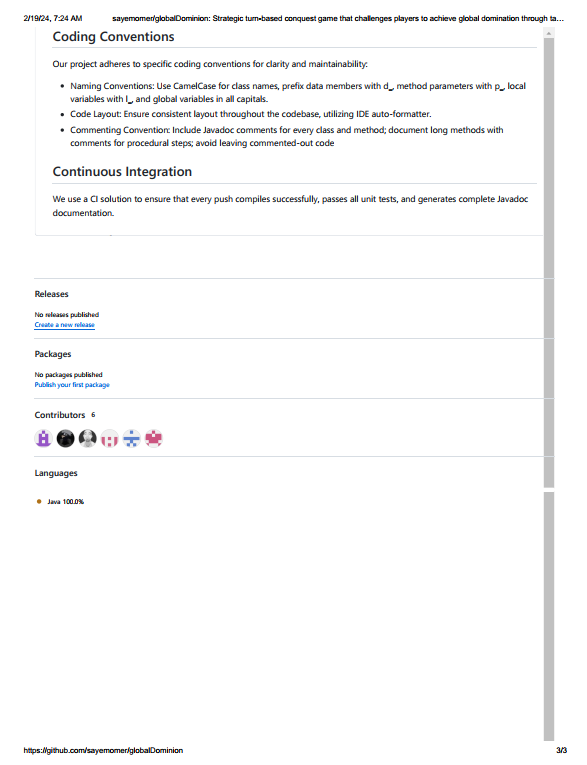 2/19/24, 7:24 AM sayemomer/globalDominion: Strategic turn-based conquest game that challenges players to achieve global domination through ta…
Coding Conventions
Our project adheres to specific coding conventions for clarity and maintainability:
• Naming Conventions: Use CamelCase for class names, prefix data members with d_, method parameters with p_, local
variables with l_, and global variables in all capitals.
• Code Layout: Ensure consistent layout throughout the codebase, utilizing IDE auto-formatter.
• Commenting Convention: Include Javadoc comments for every class and method; document long methods with
comments for procedural steps; avoid leaving commented-out code
Continuous Integration
We use a CI solution to ensure that every push compiles successfully, passes all unit tests, and generates complete Javadoc
documentation.
Releases
No releases published
Create a new release
Packages
No packages published
Publish your first package
Contributors 6
Languages
Java 100.0%
https://github.com/sayemomer/globalDominion 3/3